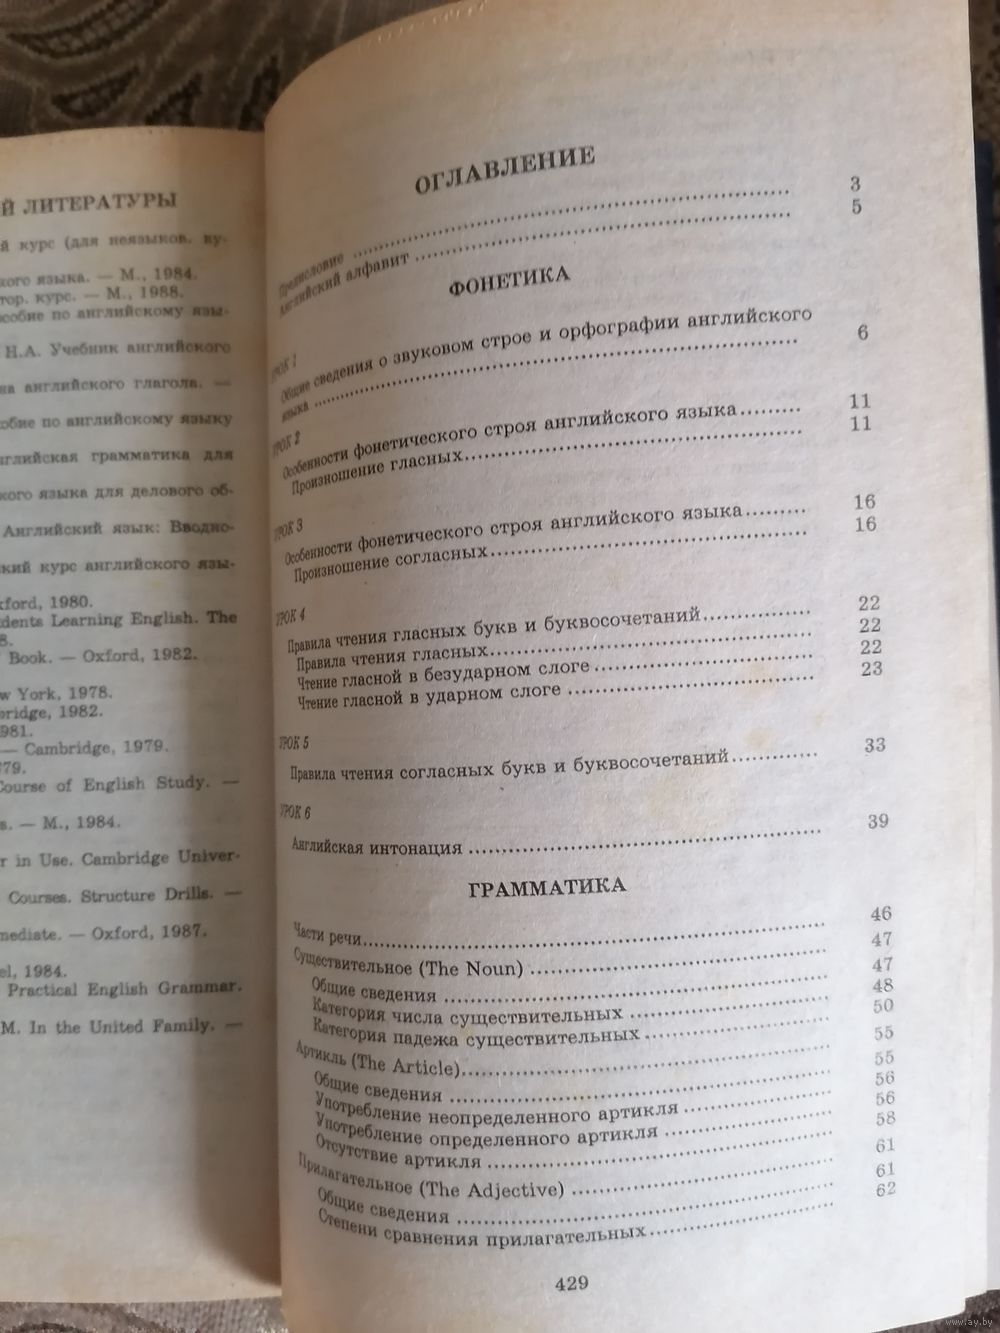 Й ЛИТЕРАТУРЫ
й курс (для неязыков. ву-
кого языка. — М., 1984.
тор. курс. — М., 1988.
особие по английскому язы-
Н.А. Учебник английского
на английского глагола. —
обие по английскому языку
нглийская грамматика для
кого языка для делового об-
Английский язык: Вводно-
ский курс английского язы-
xford, 1980.
dents Learning English. The
8.
Book. — Oxford, 1982.
w York, 1978.
bridge, 1982.
981.
— Cambridge, 1979.
979.
Course of English Study. —
s. — М., 1984.
r in Use. Cambridge Univer-
Courses. Structure Drills. —
mediate. — Oxford, 1987.
el, 1984.
Practical English Grammar.
M. In the United Family. —
ОГЛАВЛЕНИЕ
Предисловие ........ 3
Английский алфавит ........ 5
ФОНЕТИКА
УРОК 1
Общие сведения о звуковом строе и орфографии английского
языка ........ 6
УРОК 2
Особенности фонетического строя английского языка ........ 11
Произношение гласных ........ 11
УРОК 3
Особенности фонетического строя английского языка ........ 16
Произношение согласных ........ 16
УРОК 4
Правила чтения гласных букв и буквосочетаний ........ 22
Правила чтения гласных ........ 22
Чтение гласной в безударном слоге ........ 22
Чтение гласной в ударном слоге ........ 23
УРОК 5
Правила чтения согласных букв и буквосочетаний ........ 33
УРОК 6
Английская интонация ........ 39
ГРАММАТИКА
Части речи ........ 46
Существительное (The Noun) ........ 47
Общие сведения ........ 47
Категория числа существительных ........ 48
Категория падежа существительных ........ 50
Артикль (The Article) ........ 55
Общие сведения ........ 55
Употребление неопределенного артикля ........ 56
Употребление определенного артикля ........ 56
Отсутствие артикля ........ 58
Прилагательное (The Adjective) ........ 61
Общие сведения ........ 61
Степени сравнения прилагательных ........ 62
429
www.ay.by